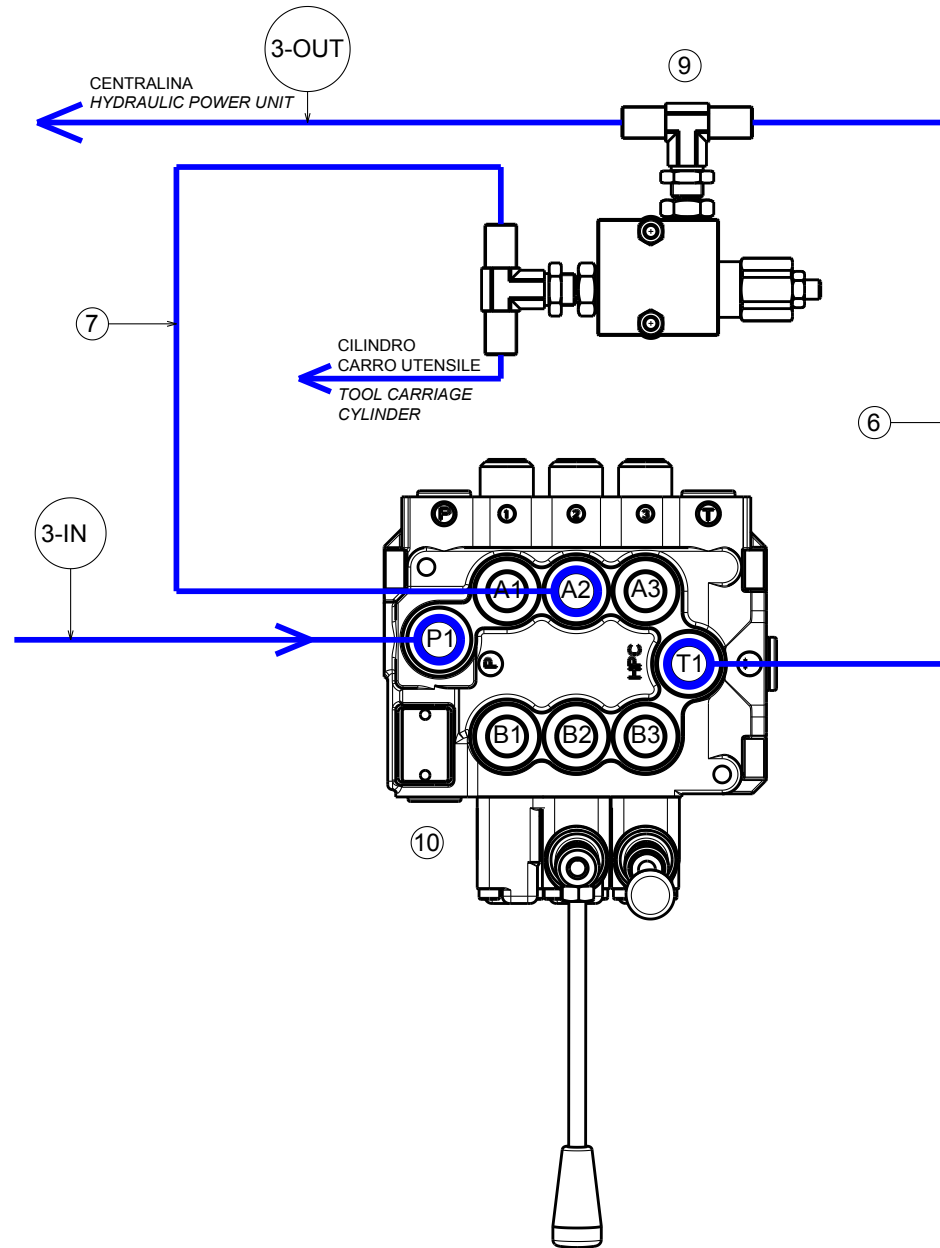 3-OUT
9
CENTRALINA
HYDRAULIC POWER UNIT
7
CILINDRO
CARRO UTENSILE
TOOL CARRIAGE
CYLINDER
6
3-IN
P 1 2 3 T
A1 A2 A3
P1
P
HPC
T1
B1 B2 B3
10